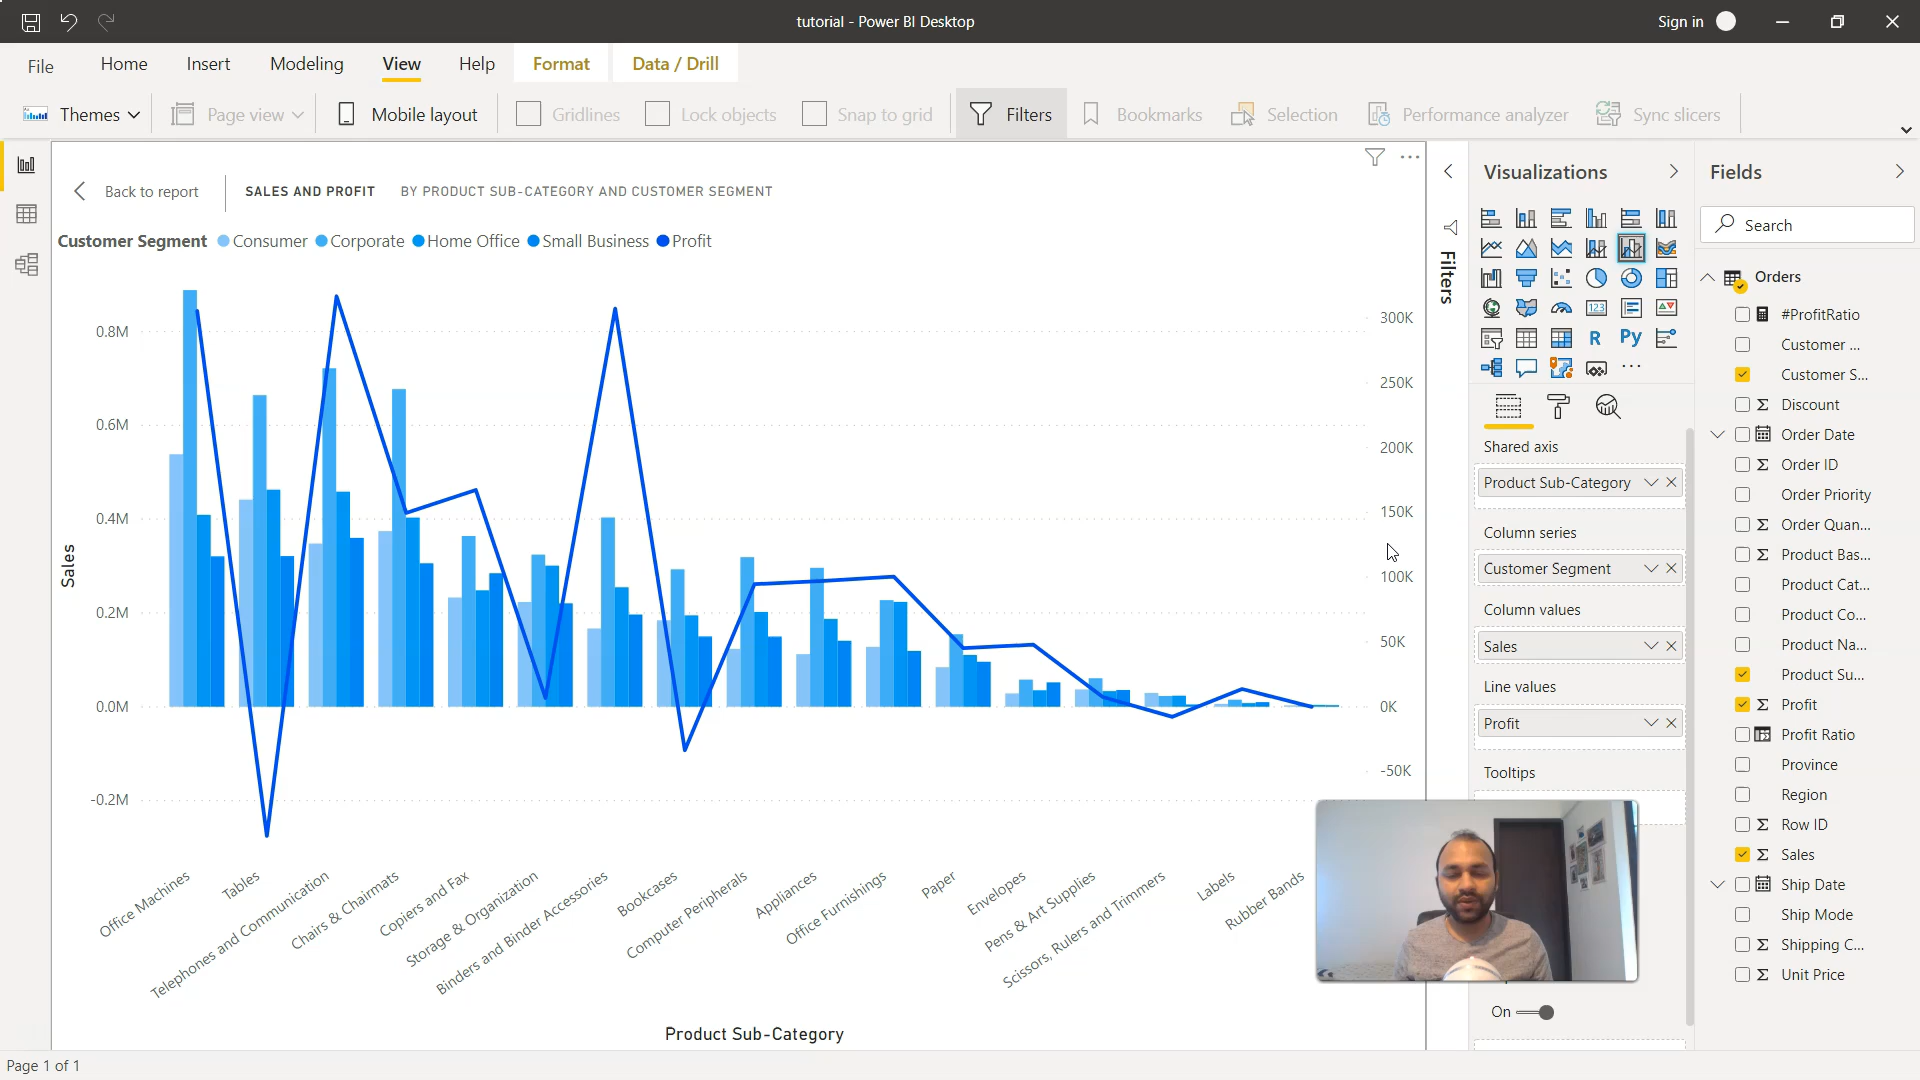 tutorial - Power BI Desktop
Sign in
File Home Insert Modeling View Help Format Data / Drill
Themes Page view Mobile layout Gridlines Lock objects Snap to grid Filters Bookmarks Selection Performance analyzer Sync slicers
Back to report SALES AND PROFIT BY PRODUCT SUB-CATEGORY AND CUSTOMER SEGMENT
Customer Segment Consumer Corporate Home Office Small Business Profit
Sales
0.8M
0.6M
0.4M
0.2M
0.0M
-0.2M
300K
250K
200K
150K
100K
50K
0K
-50K
Office Machines
Tables
Telephones and Communication
Chairs & Chairmats
Copiers and Fax
Storage & Organization
Binders and Binder Accessories
Bookcases
Computer Peripherals
Appliances
Office Furnishings
Paper
Envelopes
Pens & Art Supplies
Scissors, Rulers and Trimmers
Labels
Rubber Bands
Product Sub-Category
Filters
Visualizations
123
R
Py
Shared axis
Product Sub-Category
Column series
Customer Segment
Column values
Sales
Line values
Profit
Tooltips
On
Fields
Search
Orders
#ProfitRatio
Customer ...
Customer S...
Σ Discount
Order Date
Σ Order ID
Order Priority
Σ Order Quan...
Σ Product Bas...
Product Cat...
Product Co...
Product Na...
Product Su...
Σ Profit
Profit Ratio
Province
Region
Σ Row ID
Σ Sales
Ship Date
Ship Mode
Σ Shipping C...
Σ Unit Price
Page 1 of 1